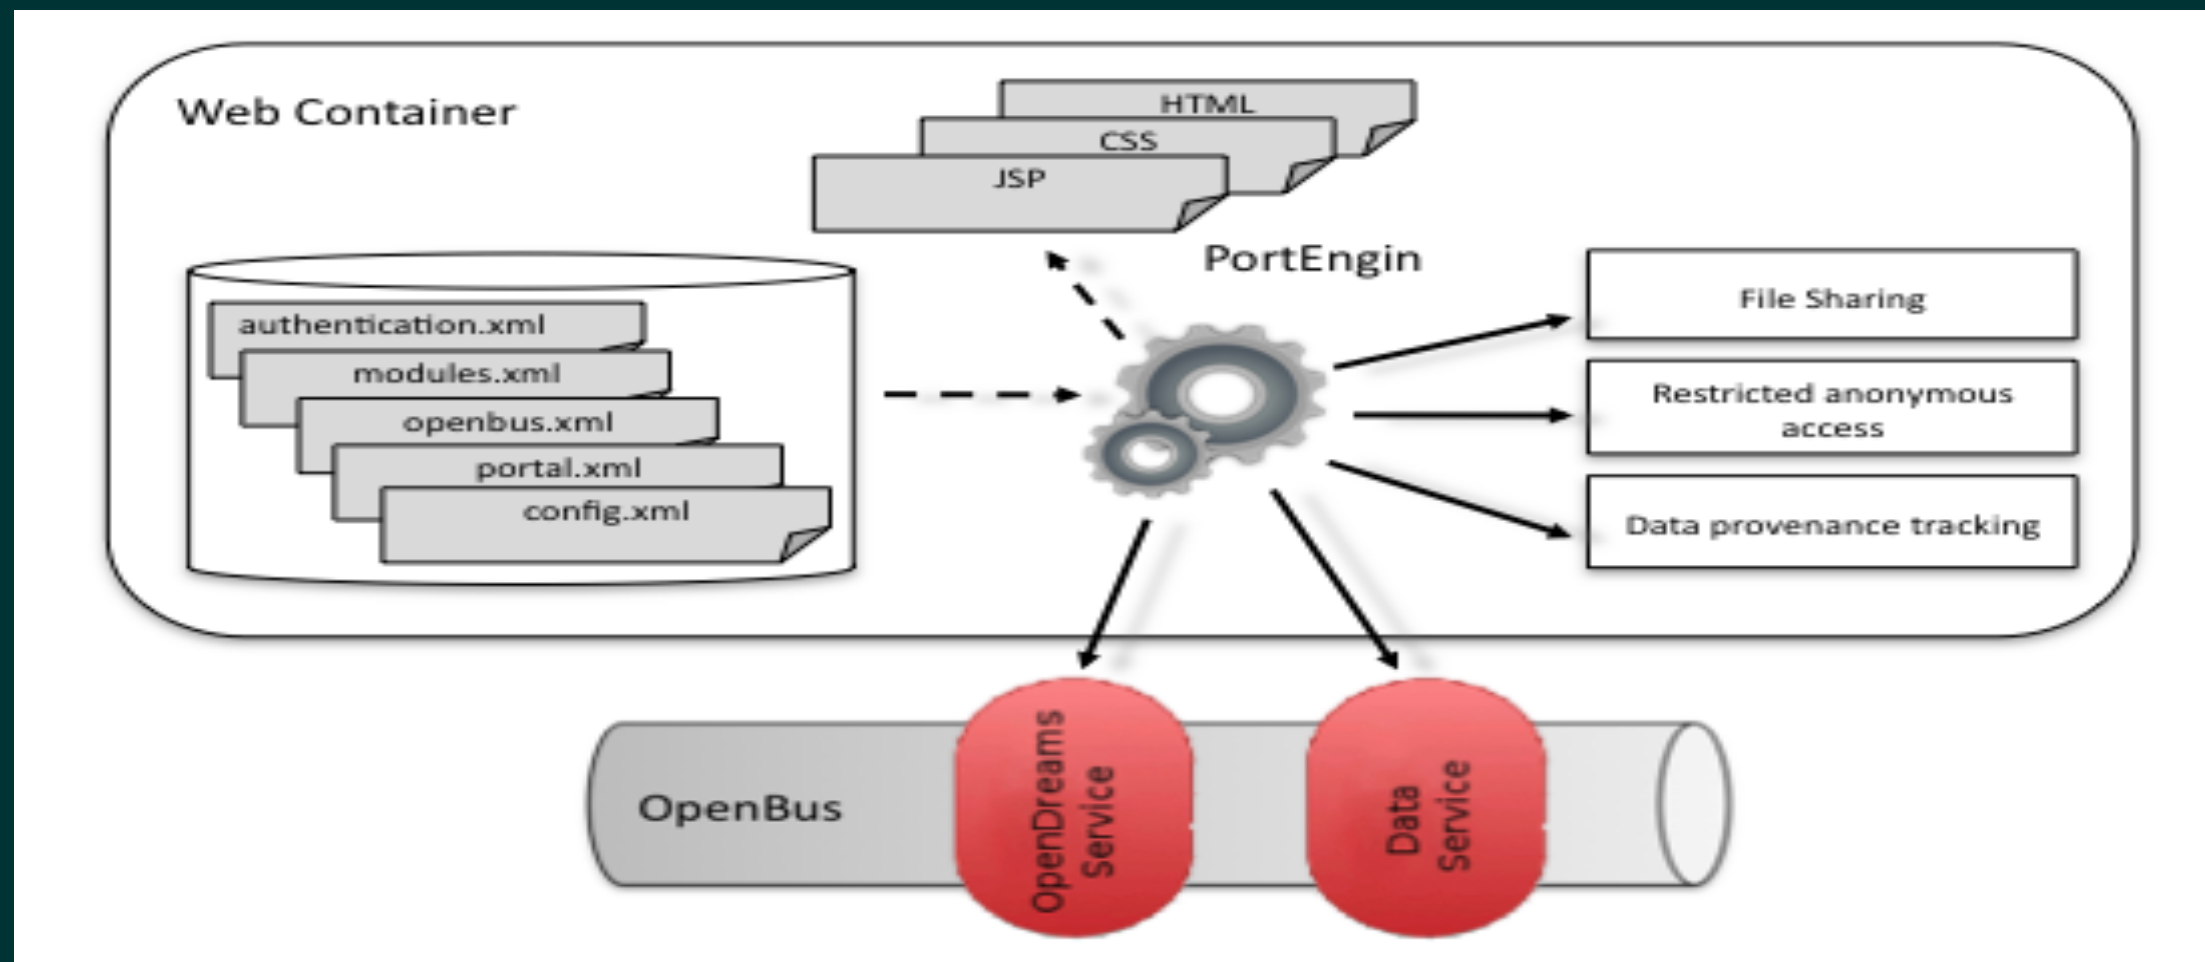 Web Container
HTML
CSS
JSP
PortEngin
authentication.xml
modules.xml
openbus.xml
portal.xml
config.xml
File Sharing
Restricted anonymous
access
Data provenance tracking
OpenBus
OpenDreams
Service
Data
Service